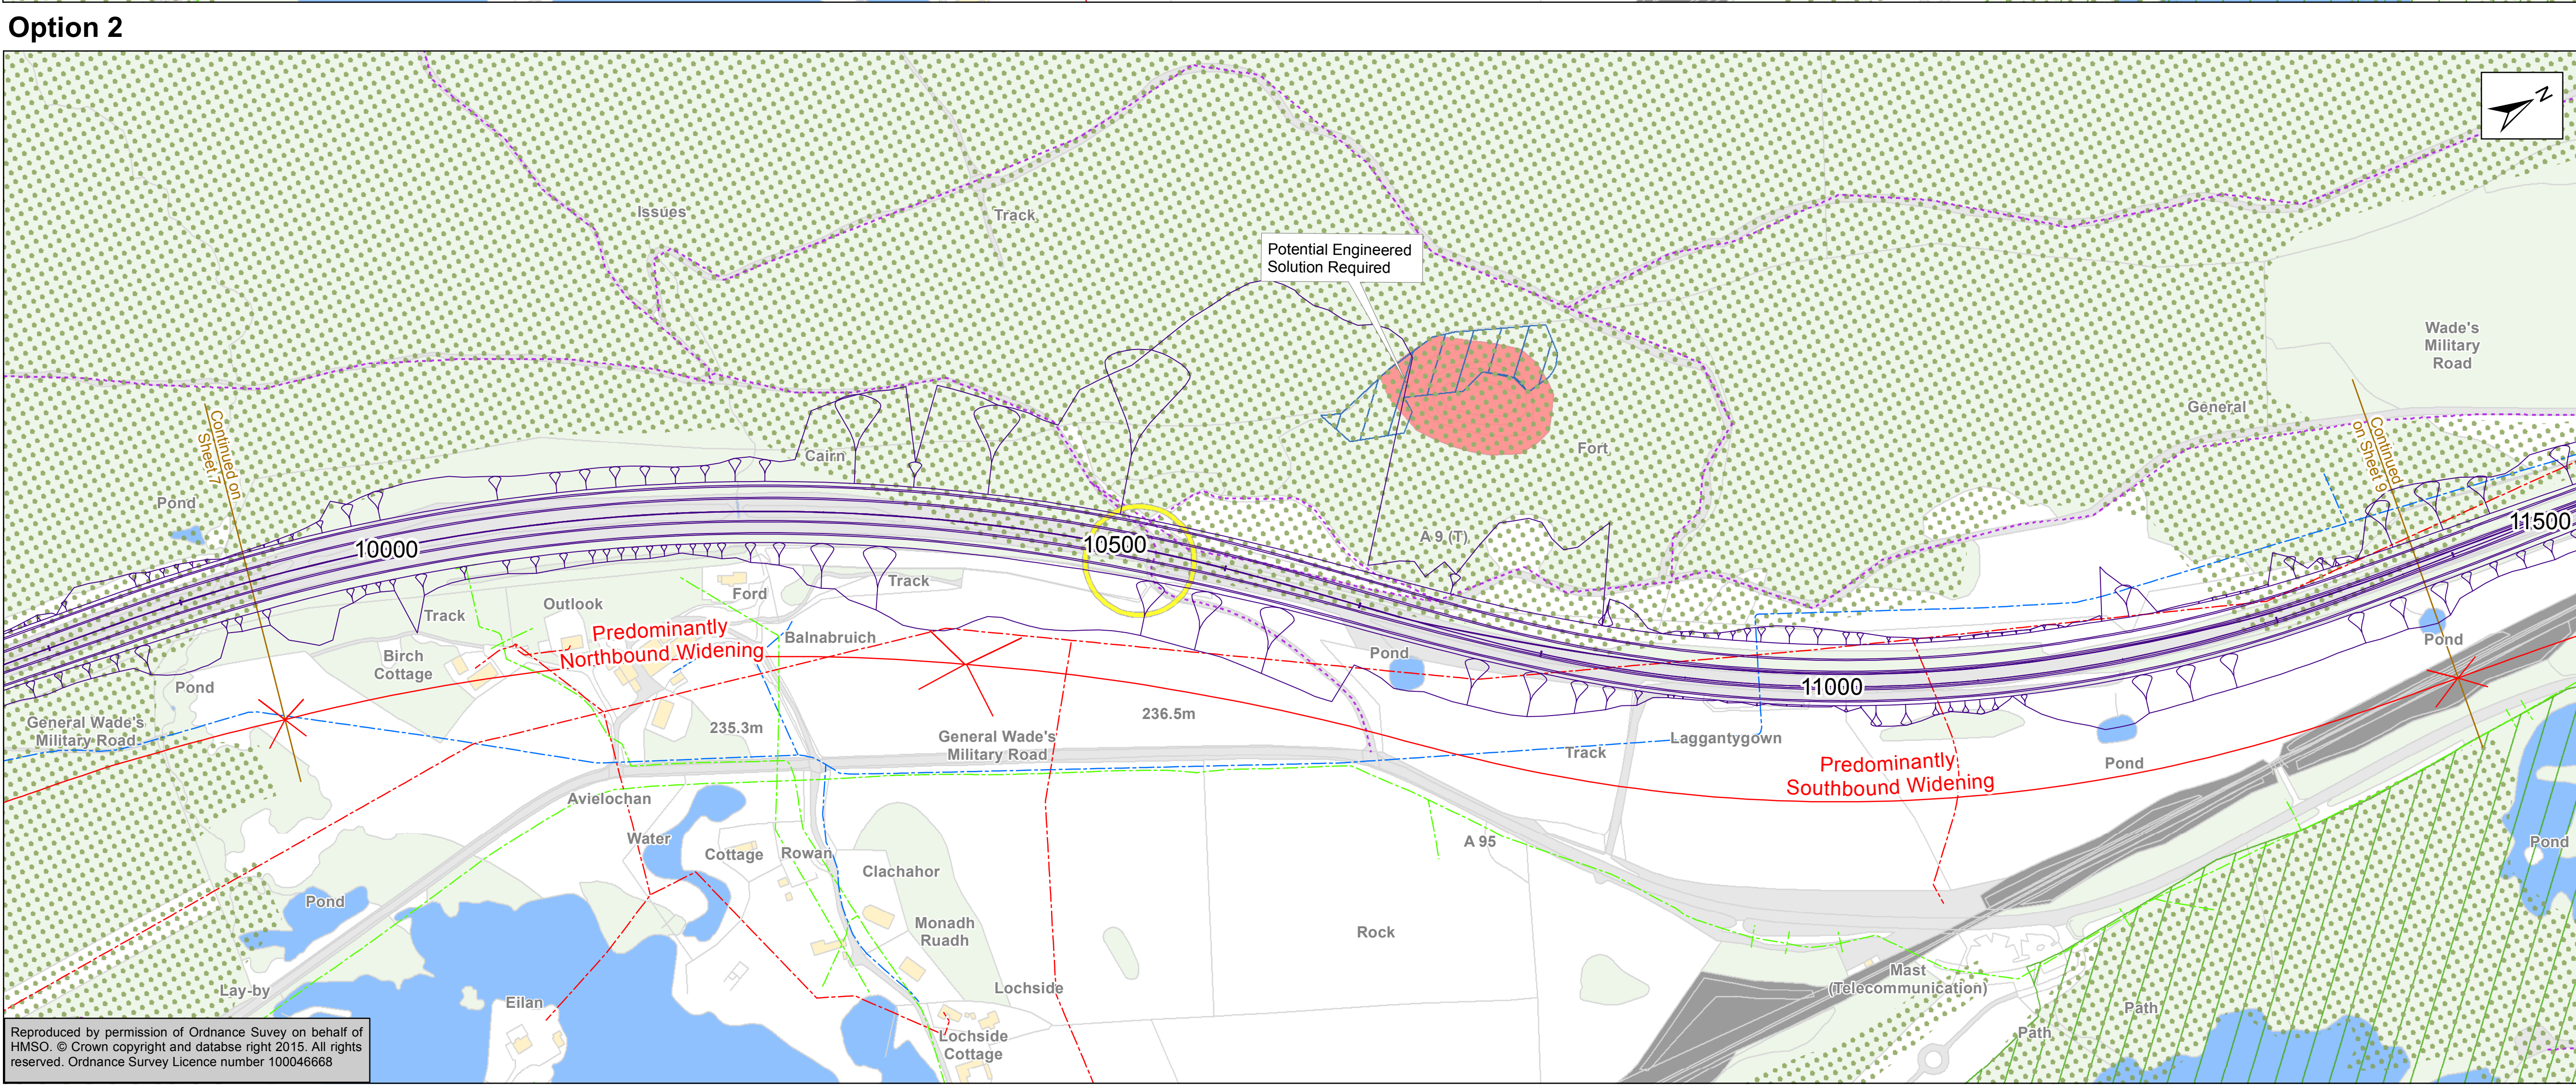 Option 2
N
Issues
Track
Potential Engineered
Solution Required
Wade's
Military
Road
General
Continued on
Sheet 7
Continued
on Sheet 9
Cairn
Fort
Pond
A 9 (T)
10000
10500
11500
Track
Outlook
Ford
Track
Predominantly
Northbound Widening
Balnabruich
Birch
Cottage
Pond
Pond
Pond
11000
General Wade's
Military Road
235.3m
236.5m
General Wade's
Military Road
Track
Laggantygown
Predominantly
Southbound Widening
Pond
Avielochan
Water
Cottage
Rowan
A 95
Pond
Clachahor
Pond
Monadh
Ruadh
Rock
Lay-by
Eilan
Lochside
Mast
(Telecommunication)
Path
Path
Lochside
Cottage
Reproduced by permission of Ordnance Suvey on behalf of
HMSO. © Crown copyright and databse right 2015. All rights
reserved. Ordnance Survey Licence number 100046668